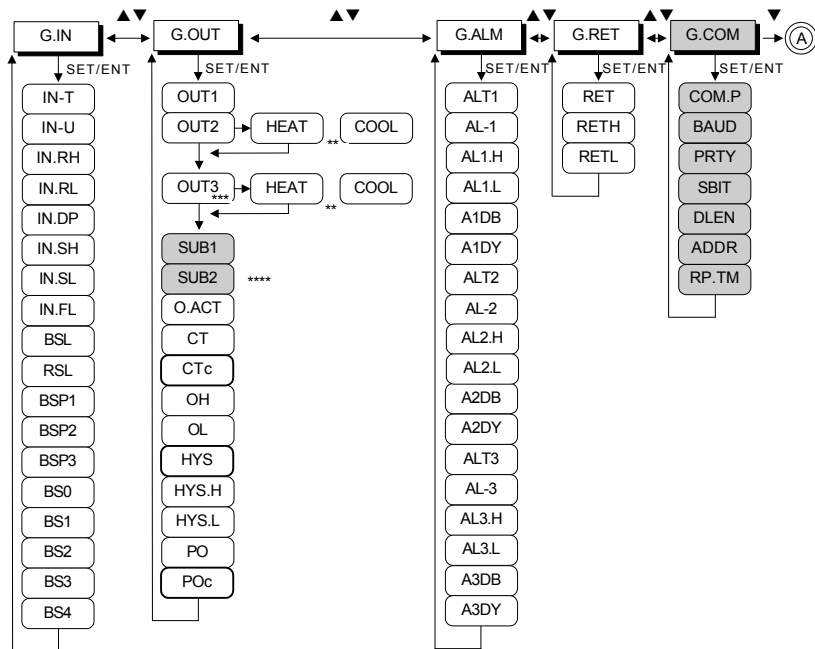 ▲▼ ▲▼ ▲▼ ▲▼ ▼
G.IN G.OUT G.ALM G.RET G.COM A
SET/ENT SET/ENT SET/ENT SET/ENT SET/ENT
IN-T
IN-U
IN.RH
IN.RL
IN.DP
IN.SH
IN.SL
IN.FL
BSL
RSL
BSP1
BSP2
BSP3
BS0
BS1
BS2
BS3
BS4
OUT1
OUT2 HEAT COOL
**
OUT3 HEAT COOL
***
**
SUB1
SUB2 ****
O.ACT
CT
CTc
OH
OL
HYS
HYS.H
HYS.L
PO
POc
ALT1
AL-1
AL1.H
AL1.L
A1DB
A1DY
ALT2
AL-2
AL2.H
AL2.L
A2DB
A2DY
ALT3
AL-3
AL3.H
AL3.L
A3DB
A3DY
RET
RETH
RETL
COM.P
BAUD
PRTY
SBIT
DLEN
ADDR
RP.TM